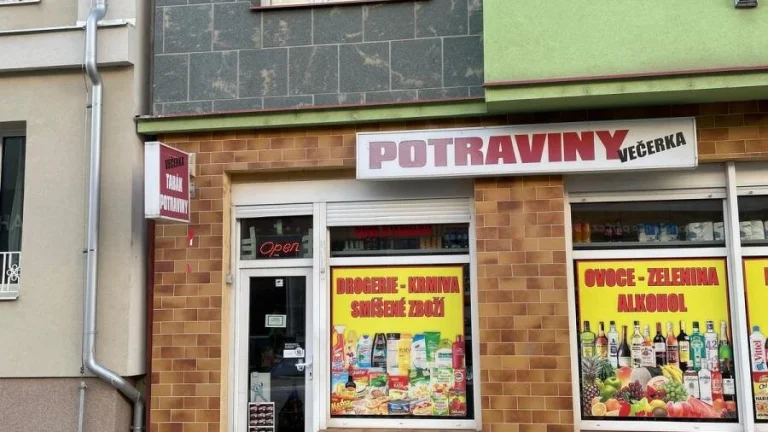 POTRAVINY
VEČERKA
VEČERKA
TABÁK
POTRAVINY
Open
DROGERIE - KRMIVA
SMÍŠENÉ ZBOŽÍ
OVOCE - ZELENINA
ALKOHOL